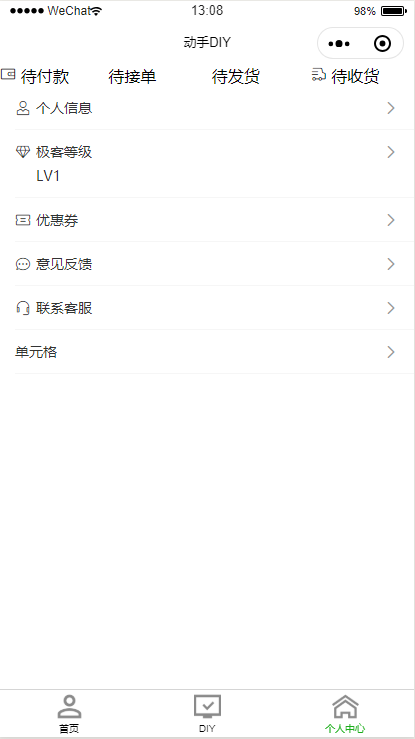 WeChat 13:08 98%
动手DIY
待付款 待接单 待发货 待收货
个人信息
极客等级
LV1
优惠券
意见反馈
联系客服
单元格
首页 DIY 个人中心